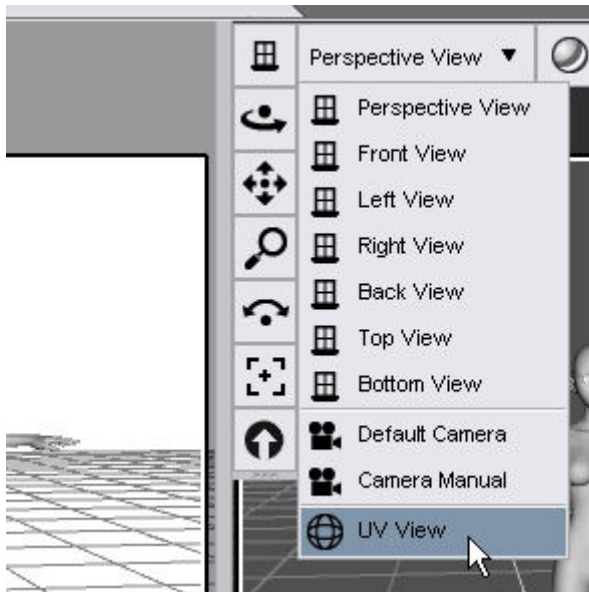 Perspective View
Perspective View
Front View
Left View
Right View
Back View
Top View
Bottom View
Default Camera
Camera Manual
UV View